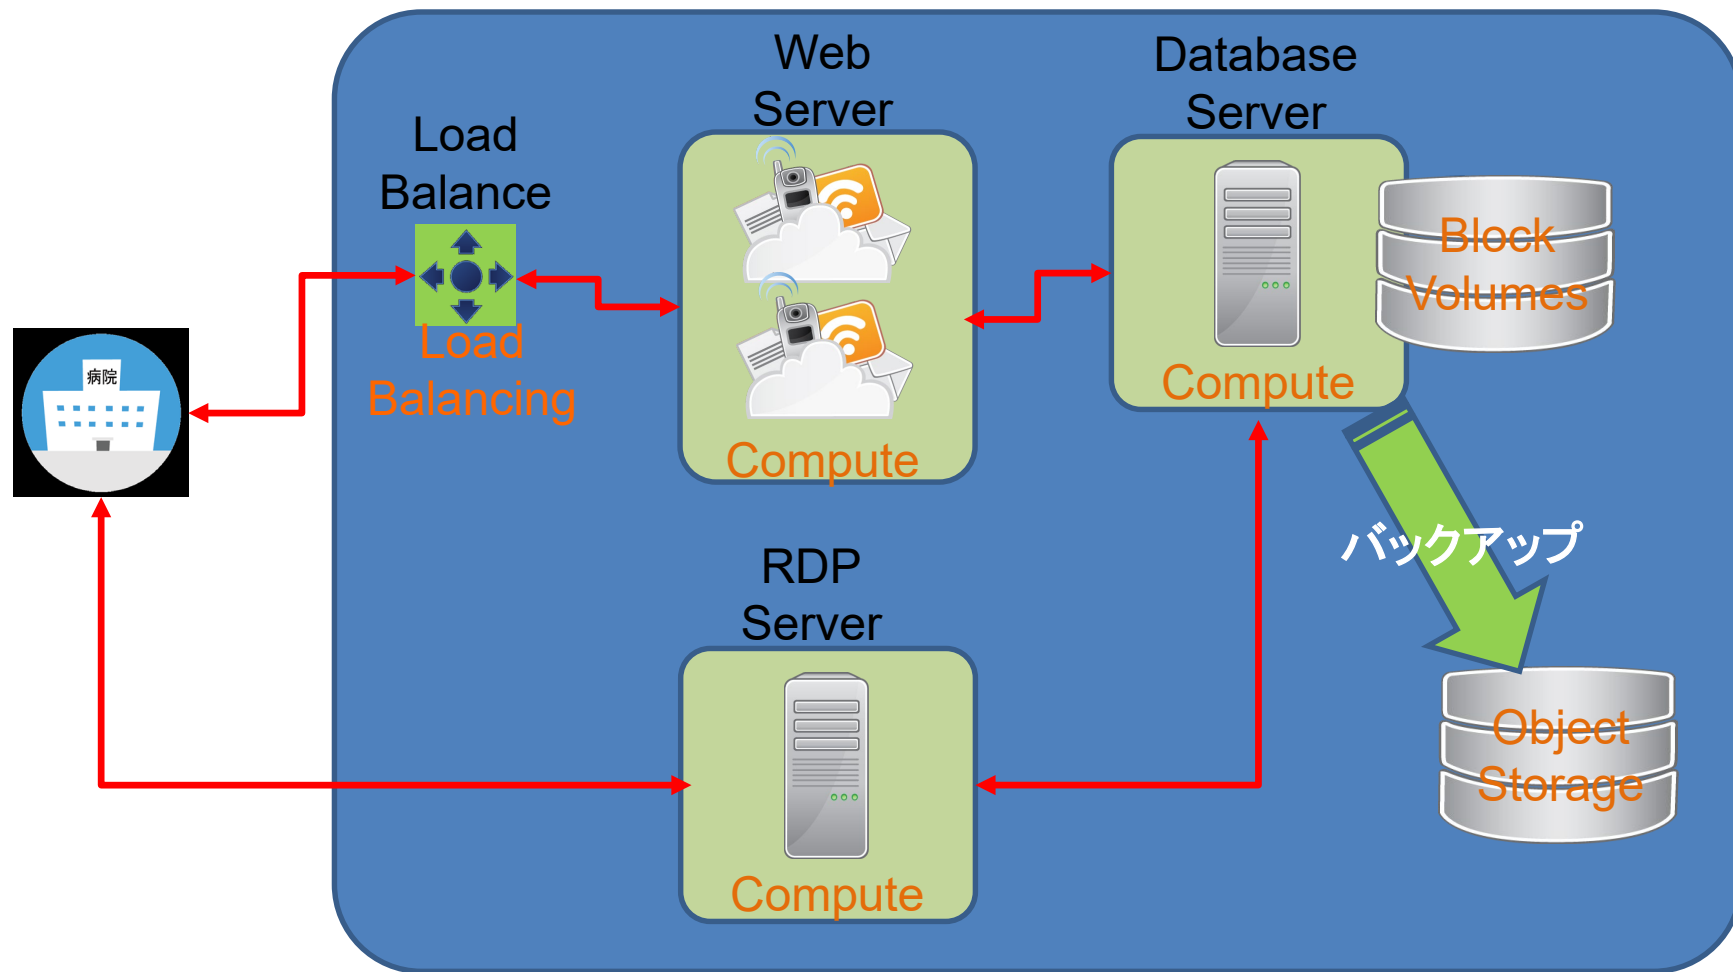 Web
Server
Database
Server
Load
Balance
Load
Balancing
病院
Compute
Compute
Block
Volumes
バックアップ
RDP
Server
Compute
Object
Storage